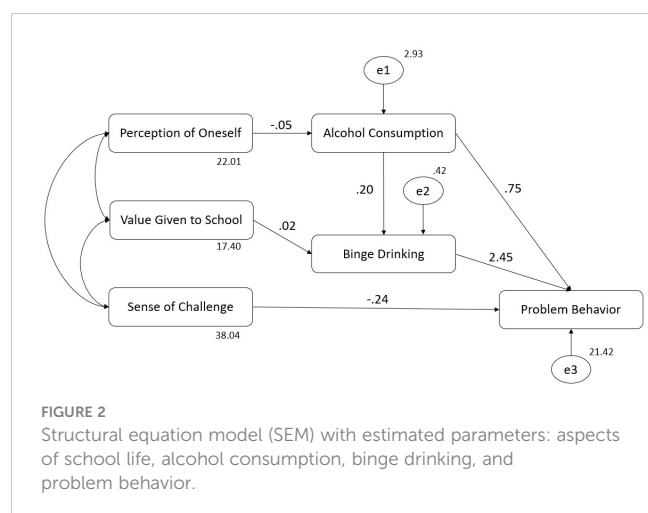 2.93
e1
Perception of Oneself
-.05
Alcohol Consumption
22.01
.20
.42
e2
.75
Value Given to School
.02
17.40
Binge Drinking
2.45
Sense of Challenge
-.24
Problem Behavior
38.04
21.42
e3
FIGURE 2
Structural equation model (SEM) with estimated parameters: aspects
of school life, alcohol consumption, binge drinking, and
problem behavior.